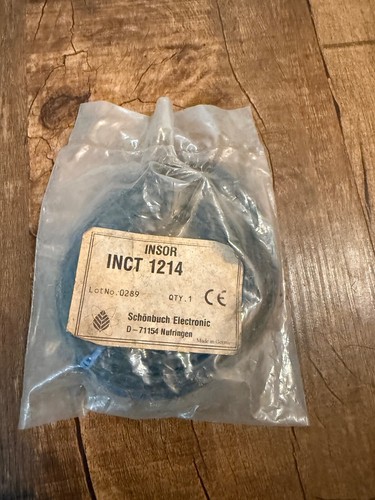 INSOR
INCT 1214
Lot No. 0289 QTY. 1 CE
Schönbuch Electronic
D-71154 Nufringen
Made in Germany